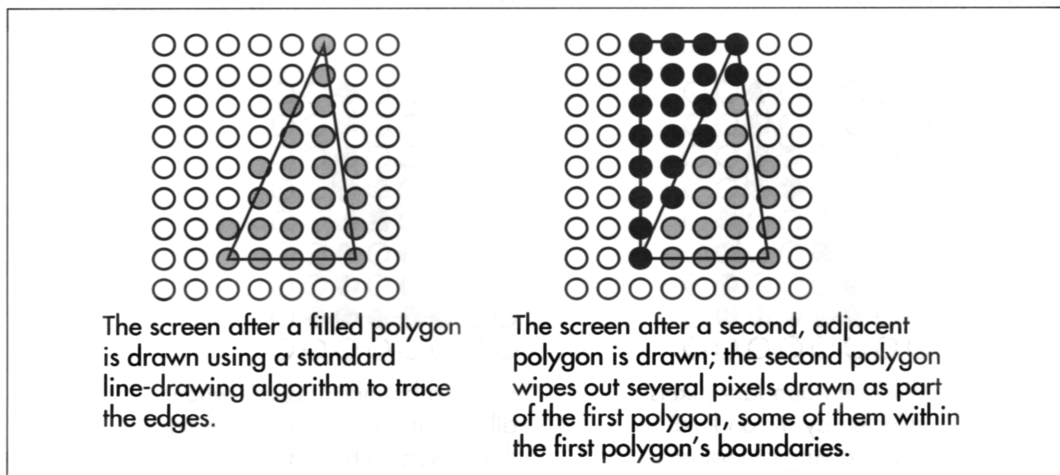 The screen after a filled polygon
is drawn using a standard
line-drawing algorithm to trace
the edges.
The screen after a second, adjacent
polygon is drawn; the second polygon
wipes out several pixels drawn as part
of the first polygon, some of them within
the first polygon's boundaries.